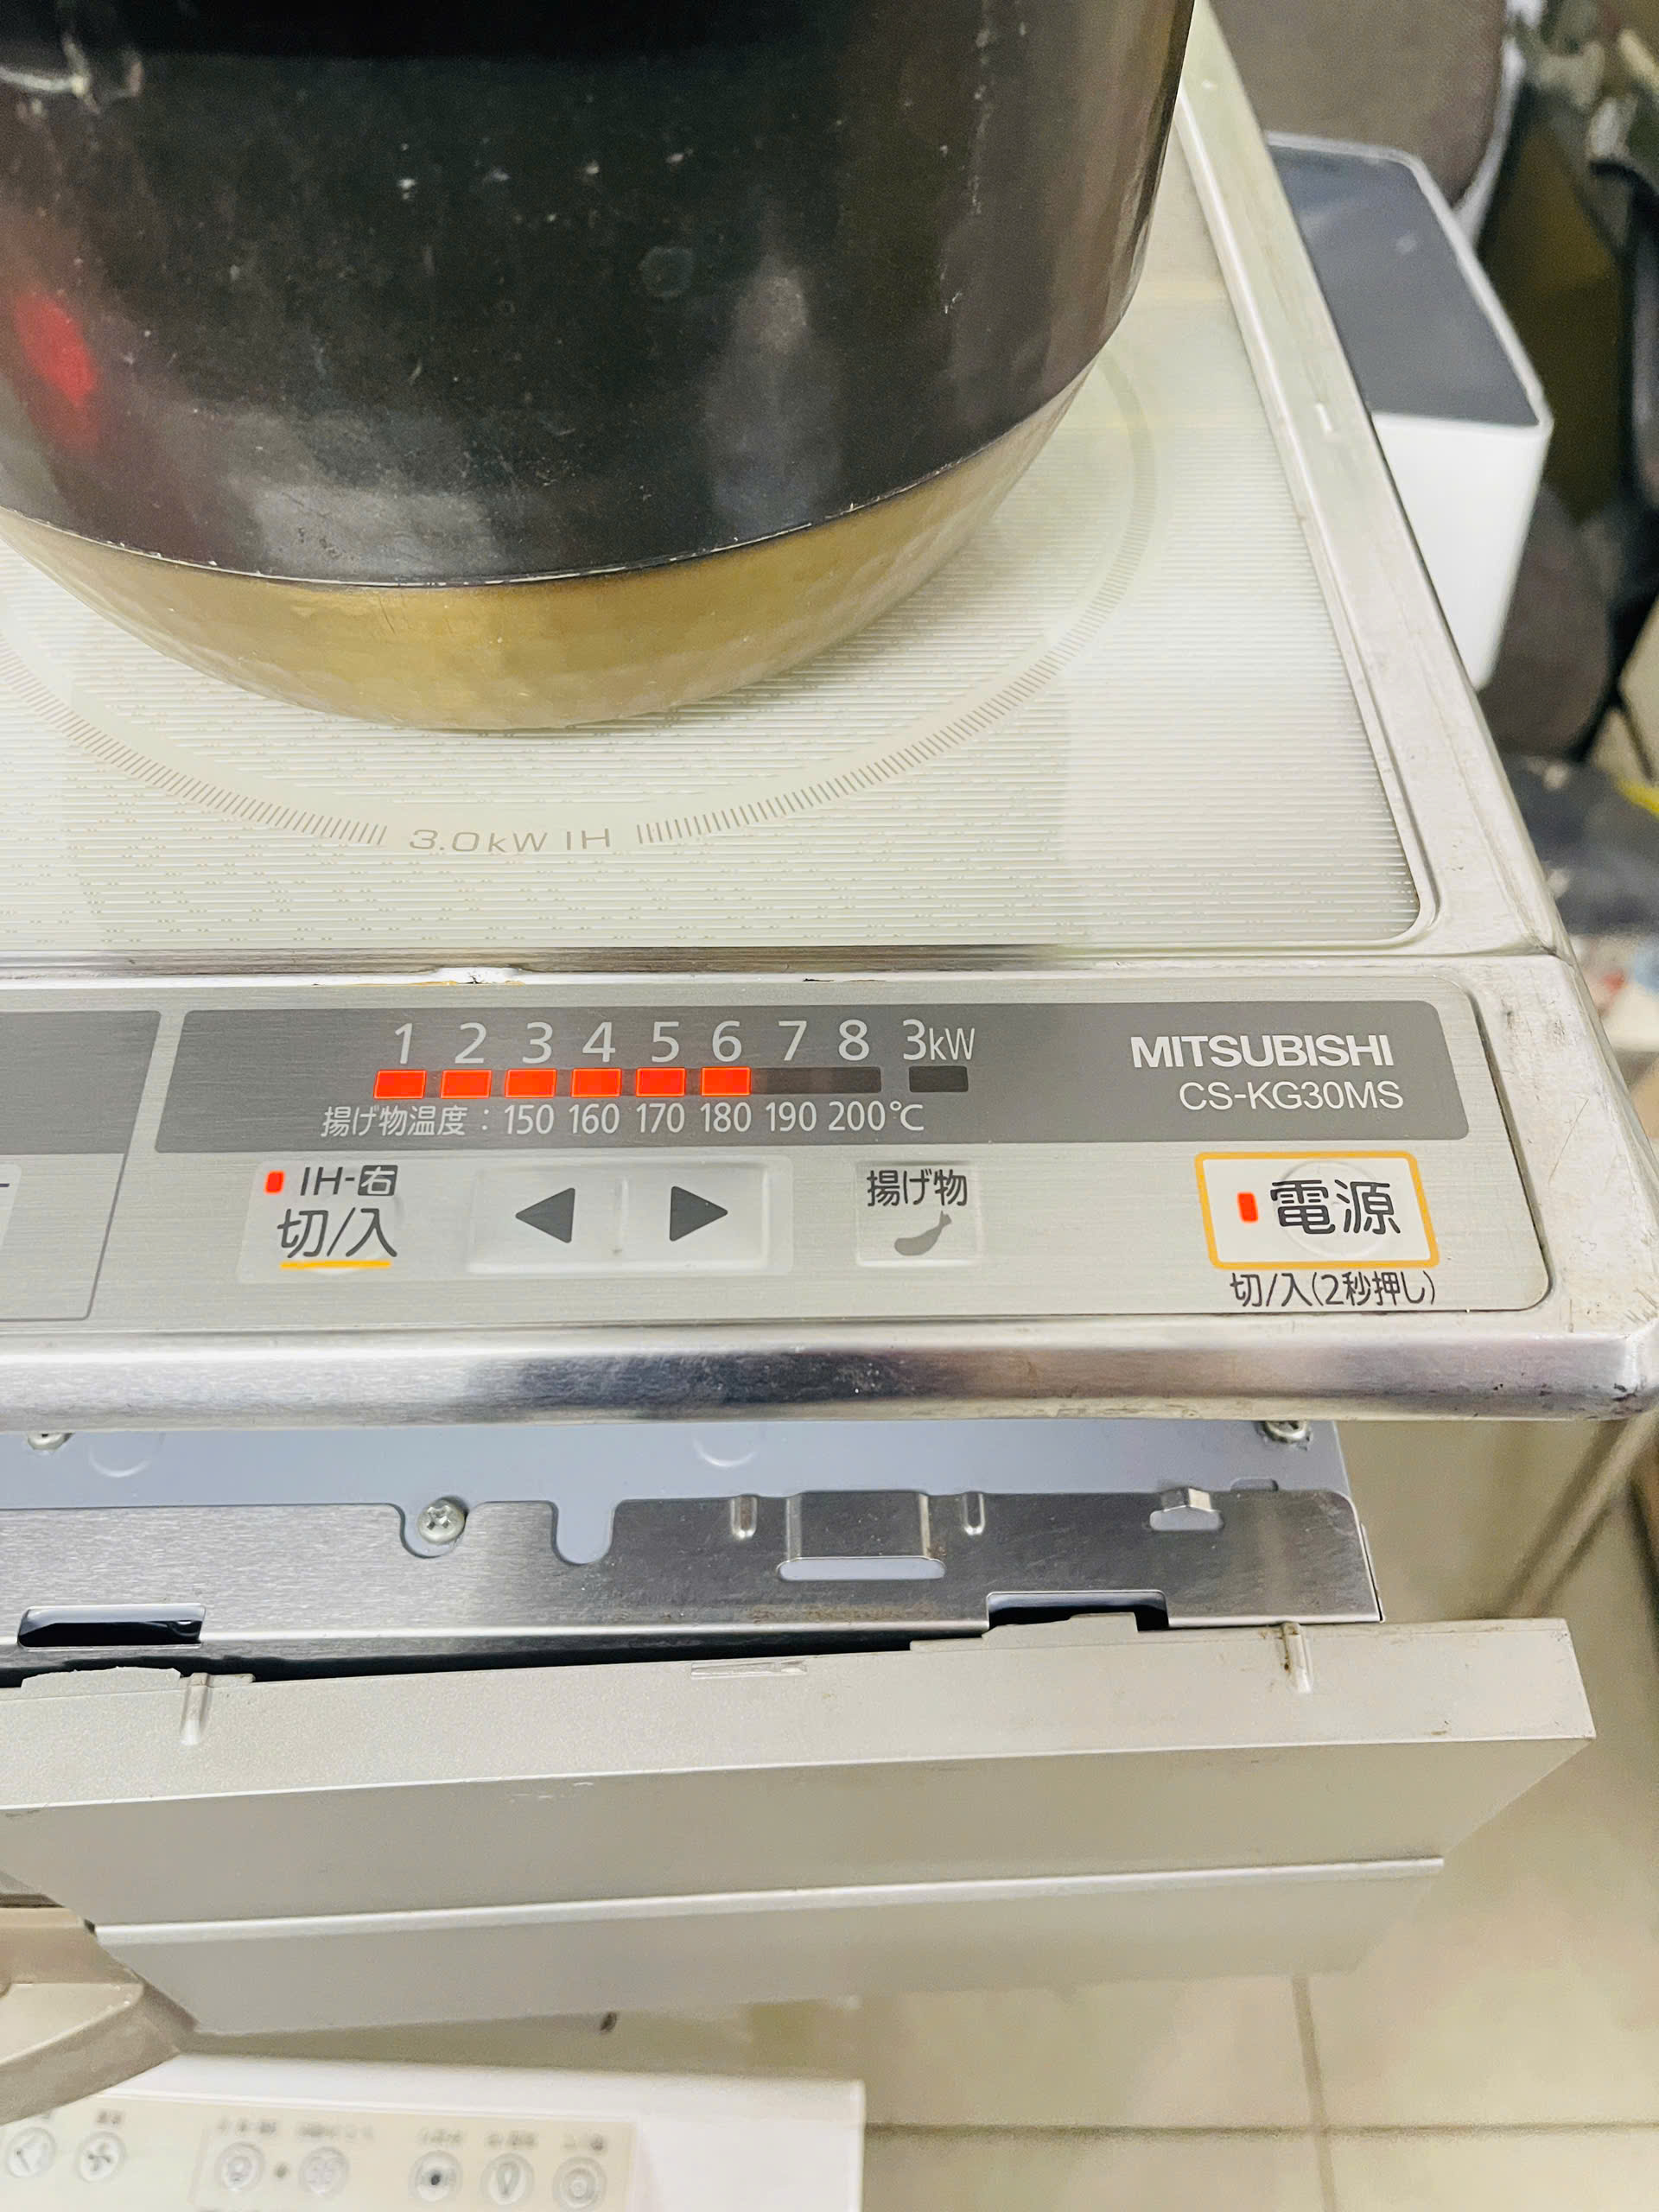 3.0kW IH
1 2 3 4 5 6 7 8 3kW
揚げ物温度：150 160 170 180 190 200℃
MITSUBISHI
CS-KG30MS
IH-右
切/入
揚げ物
電源
切/入(2秒押し)